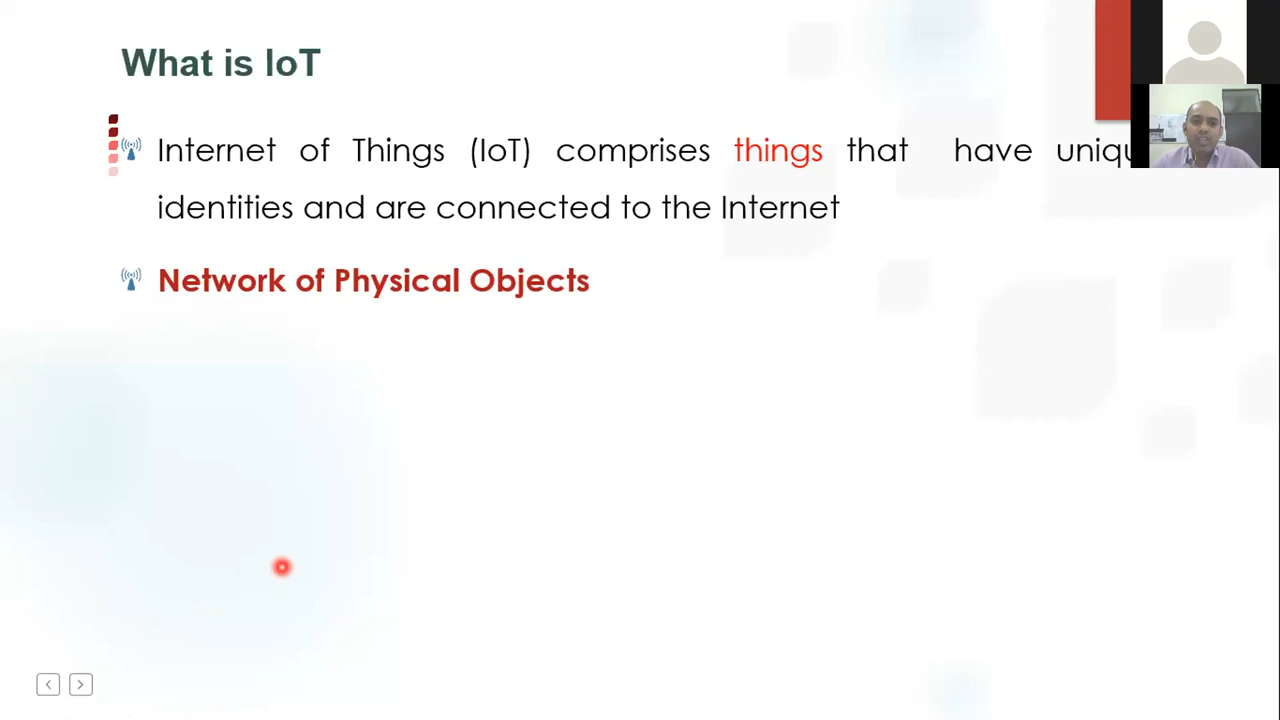 What is IoT
Internet of Things (IoT) comprises things that have
identities and are connected to the Internet
Network of Physical Objects